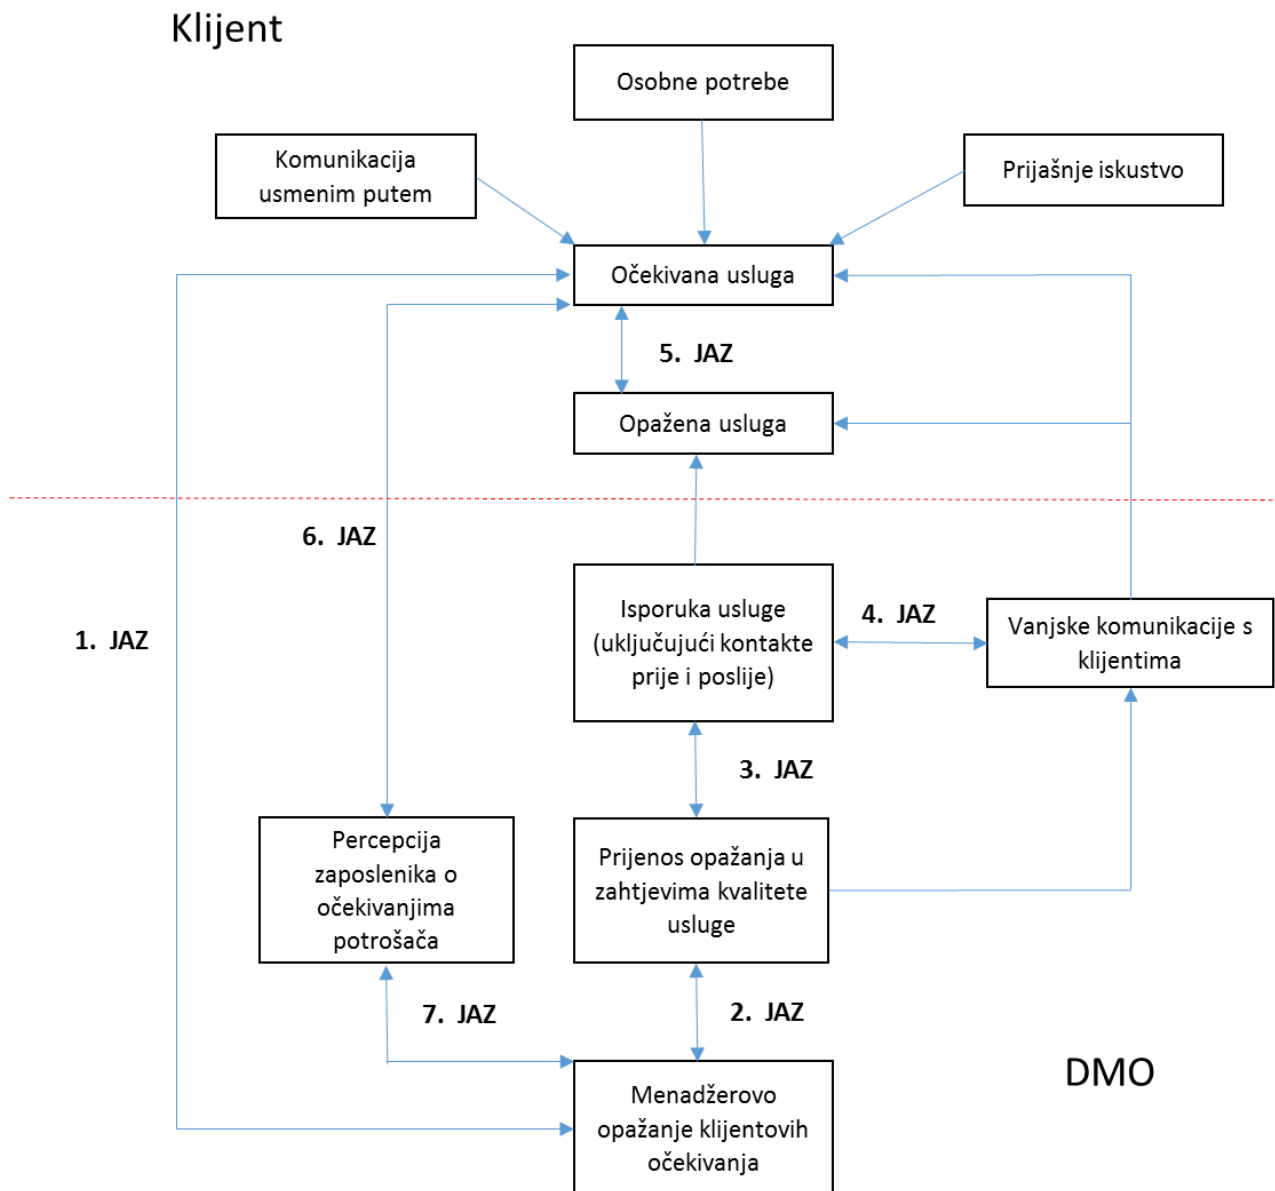 Klijent
Osobne potrebe
Komunikacija
usmenim putem
Prijašnje iskustvo
Očekivana usluga
5. JAZ
Opažena usluga
6. JAZ
1. JAZ
Isporuka usluge
(uključujući kontakte
prije i poslije)
4. JAZ
Vanjske komunikacije s
klijentima
3. JAZ
Percepcija
zaposlenika o
očekivanjima
potrošača
Prijenos opažanja u
zahtjevima kvalitete
usluge
7. JAZ
2. JAZ
DMO
Menadžerovo
opažanje klijentovih
očekivanja